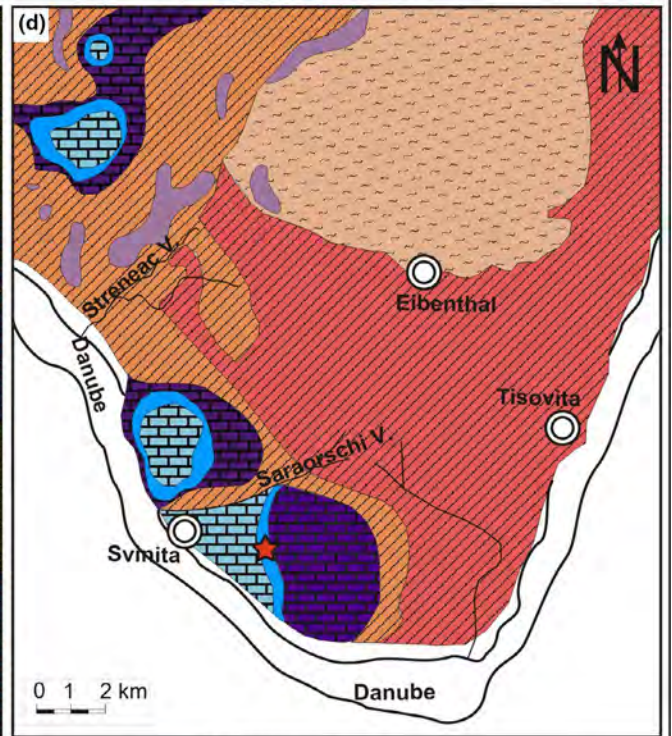 (d)
N
Streneac V.
Danube
Eibenthal
Tisovita
Saraorschi V.
Svinita
0 1 2 km
Danube